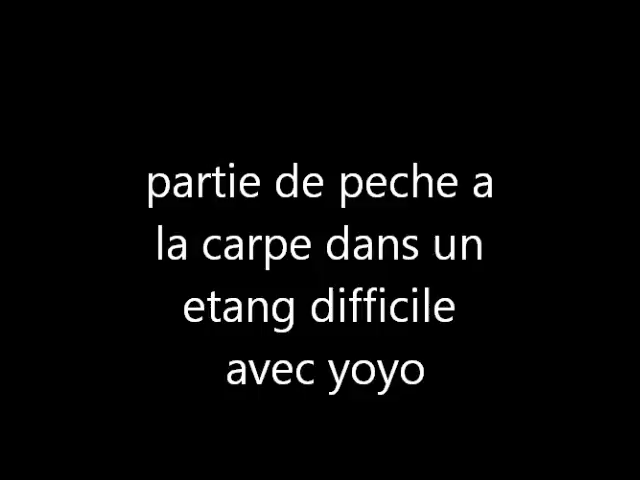 partie de peche a
la carpe dans un
etang difficile
avec yoyo